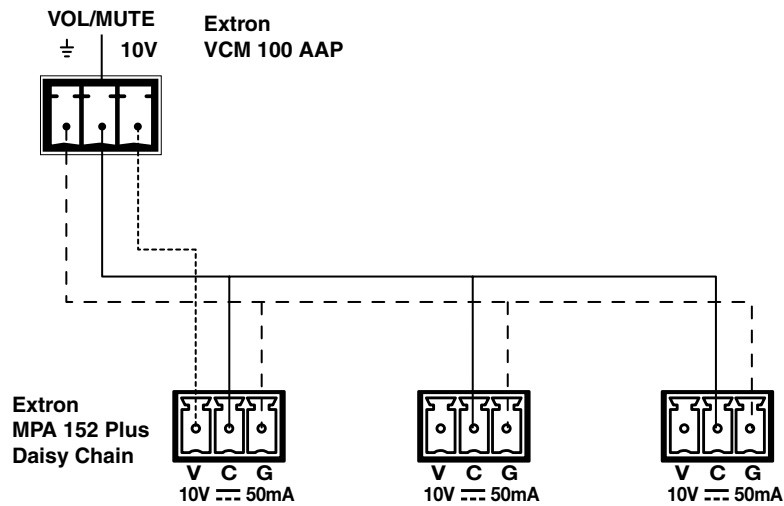 VOL/MUTE
10V
Extron
VCM 100 AAP
Extron
MPA 152 Plus
Daisy Chain
V C G
10V 50mA
V C G
10V 50mA
V C G
10V 50mA